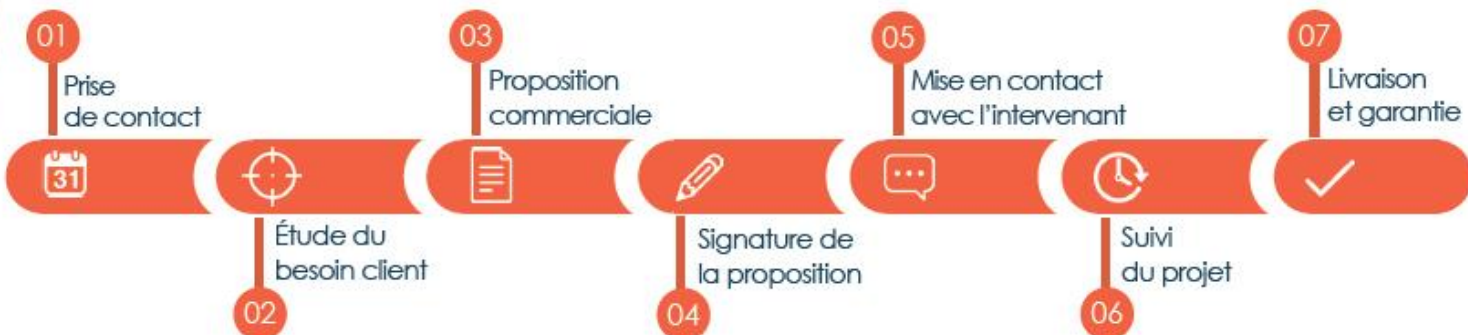 01
Prise
de contact
31
02
Étude du
besoin client
03
Proposition
commerciale
04
Signature de
la proposition
05
Mise en contact
avec l'intervenant
06
Suivi
du projet
07
Livraison
et garantie